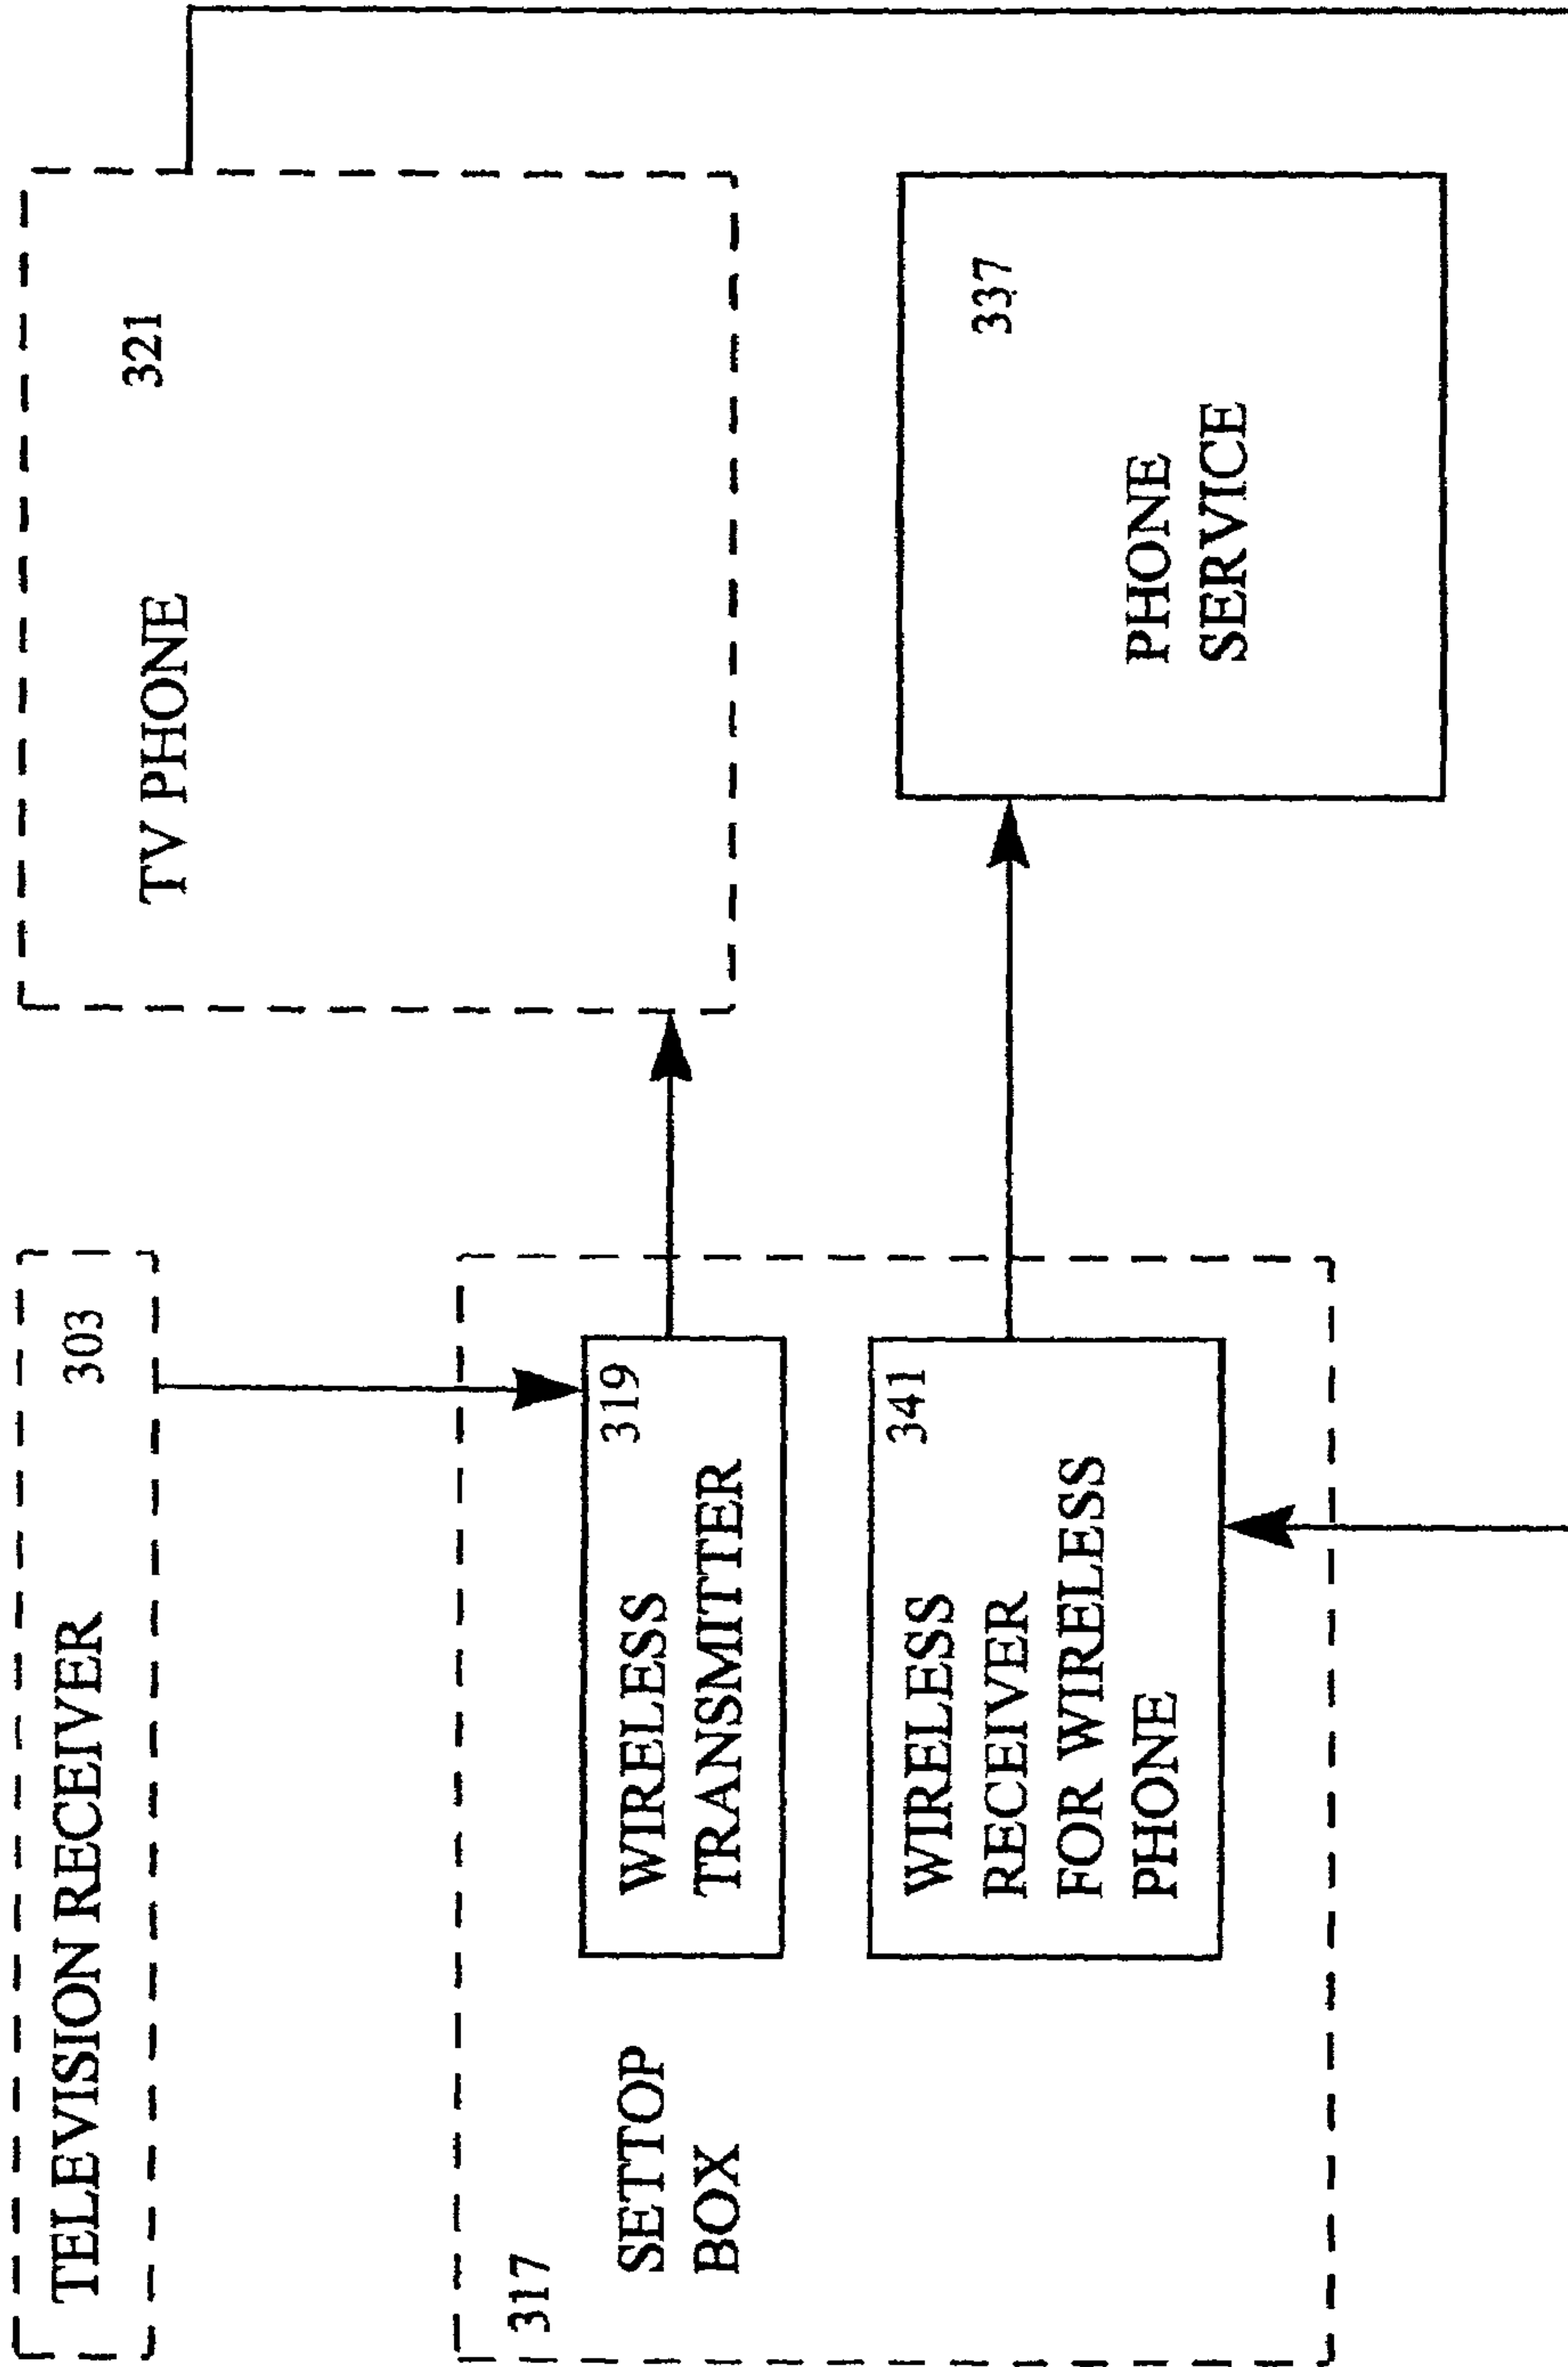 TELEVISION RECEIVER 303
317
SETTOP
BOX
319
WIRELESS
TRANSMITTER
341
WIRELESS
RECEIVER
FOR WIRELESS
PHONE
321
TV PHONE
337
PHONE
SERVICE